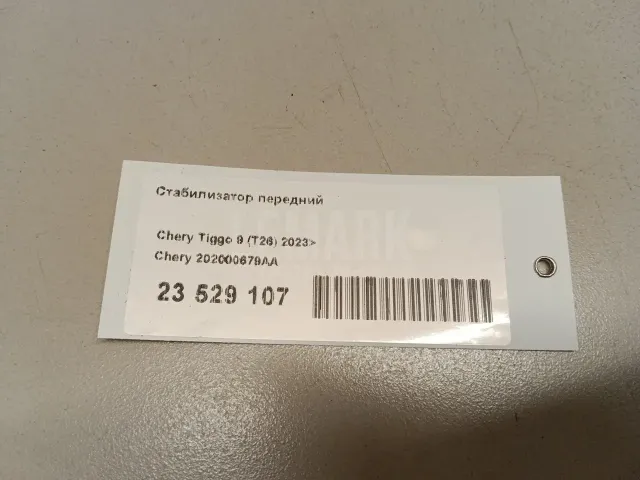 Стабилизатор передний
Chery Tiggo 9 (T26) 2023>
Chery 202000679AA
23 529 107